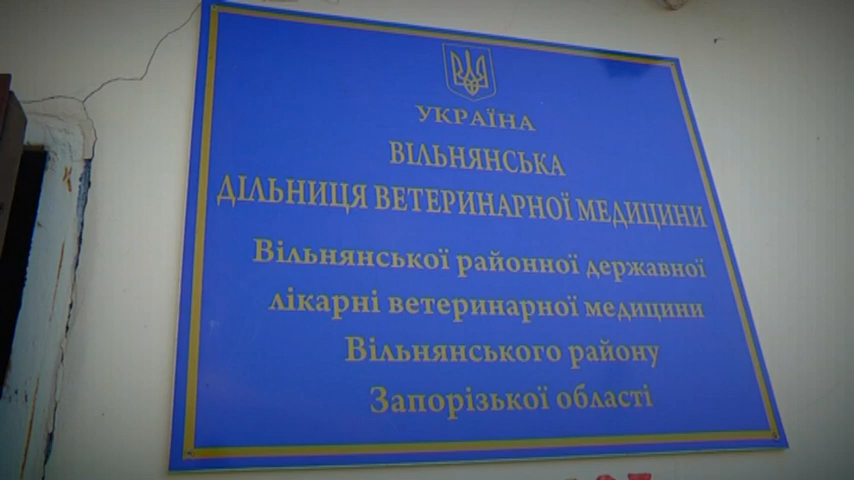 УКРАЇНА
ВІЛЬНЯНСЬКА
ДІЛЬНИЦЯ ВЕТЕРИНАРНОЇ МЕДИЦИНИ
Вільнянської районної державної
лікарні ветеринарної медицини
Вільнянського району
Запорізької області